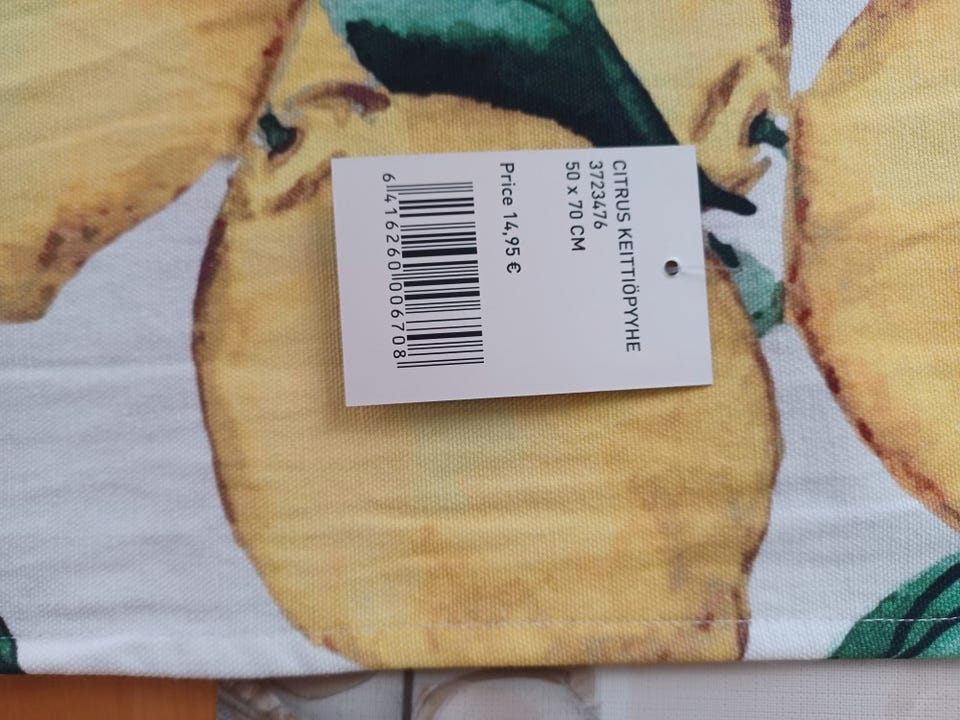 CITRUS KEITTIÖPYYHE
3723476
50 x 70 CM
Price 14,95 €
6 416260 006708